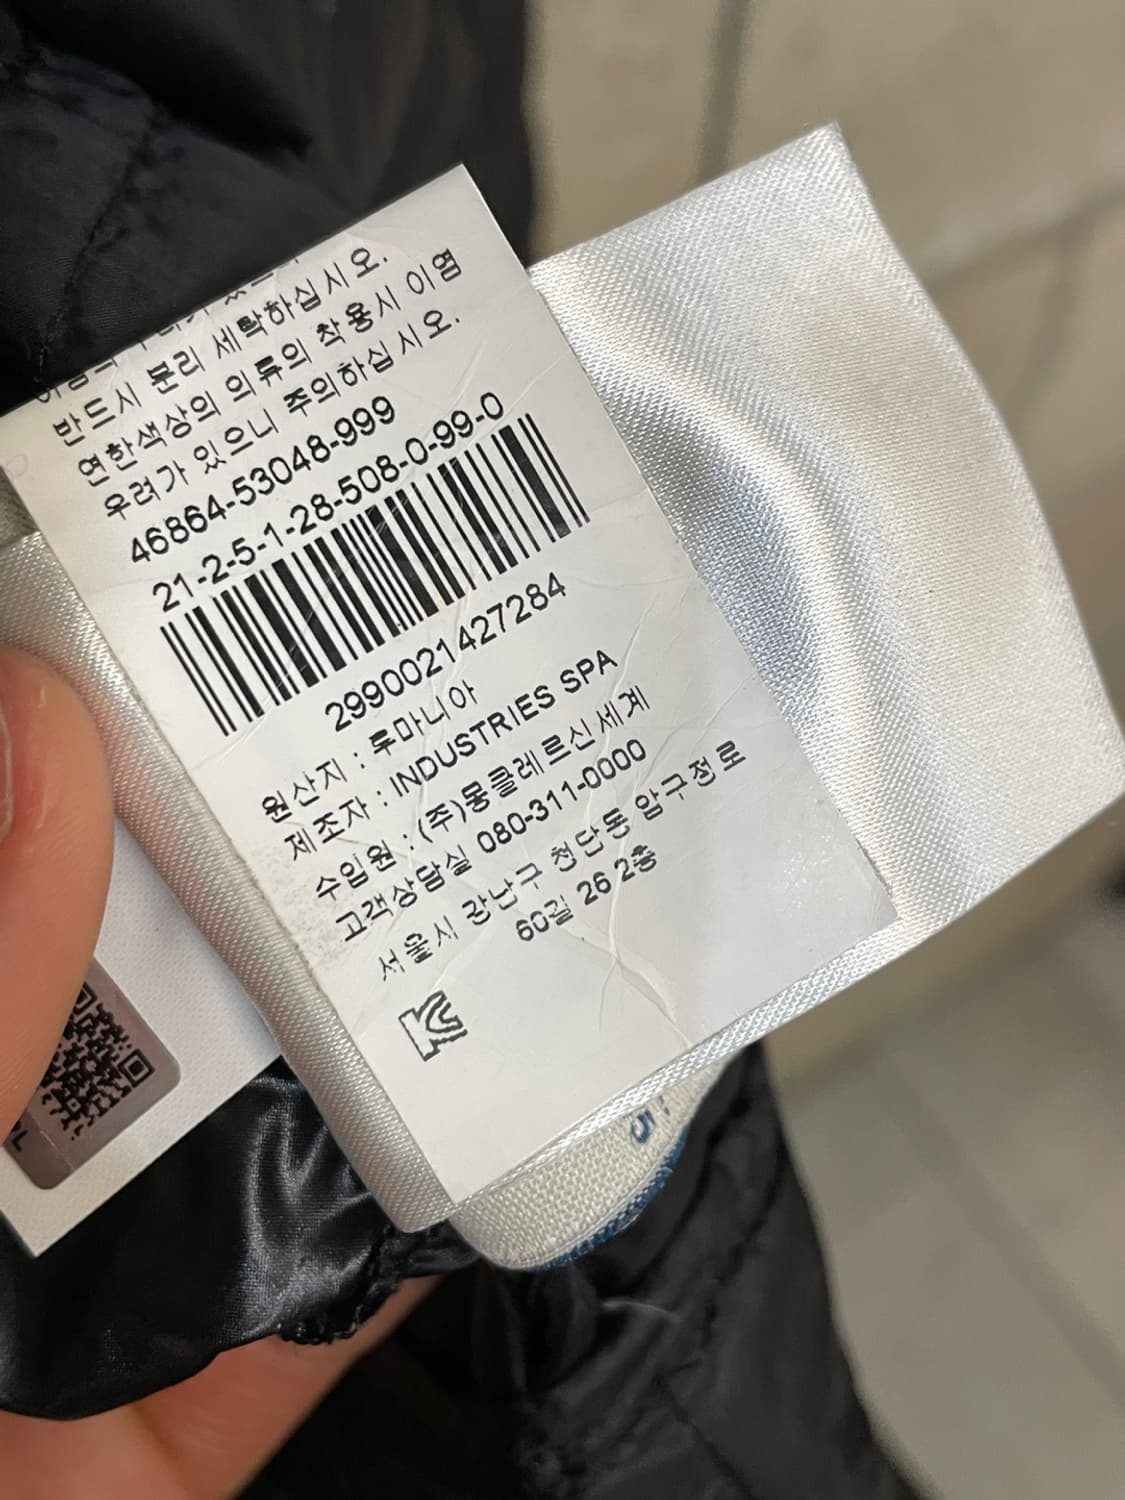 반드시 분리 세탁하십시오.
연한색상의 의류의 착용시 이염
우려가 있으니 주의하십시오.
46864-53048-999
21-2-5-1-28-508-0-99-0
2990021427284
원산지 : 루마니아
제조자 : INDUSTRIES SPA
수입원 : (주)몽클레르신세계
고객상담실 080-311-0000
서울시 강남구 청담동 압구정로
60길 26 2층